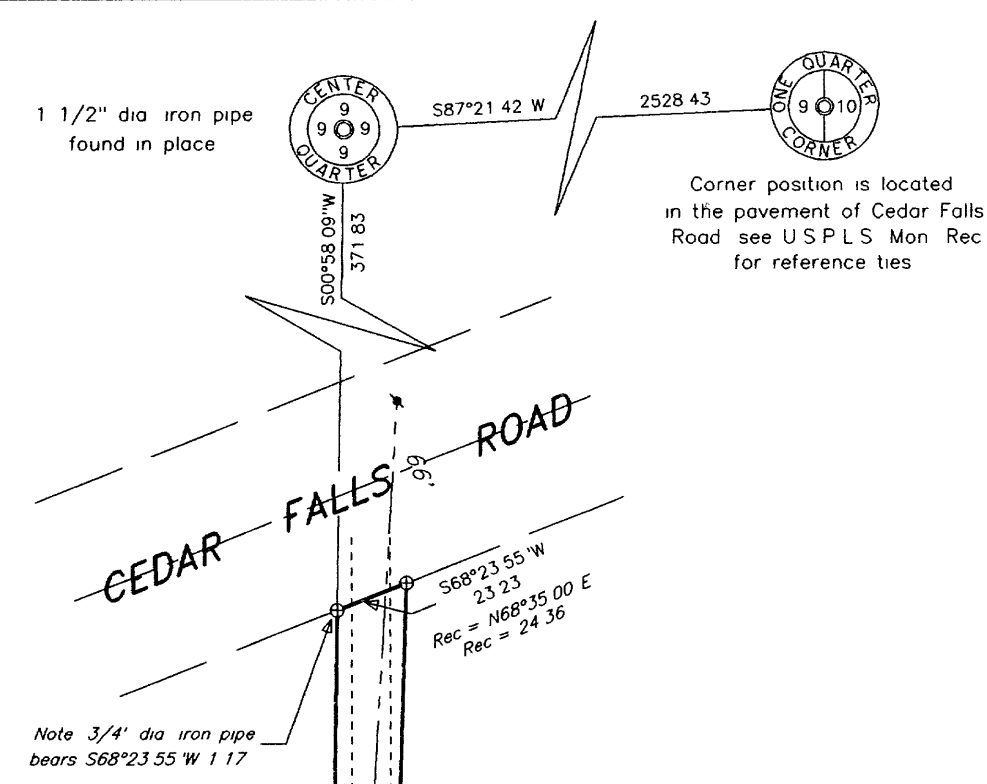 1 1/2" dia iron pipe
found in place
CENTER
9
9 9
9
QUARTER
S87°21 42 W
2528 43
ONE QUARTER
9 10
CORNER
Corner position is located
in the pavement of Cedar Falls
Road see U S P L S Mon Rec
for reference ties
S00°58 09"W
371 83
CEDAR FALLS ROAD
66'
S68°23 55 'W
23 23
Rec = N68°35 00 E
Rec = 24 36
Note 3/4' dia iron pipe
bears S68°23 55 'W 1 17